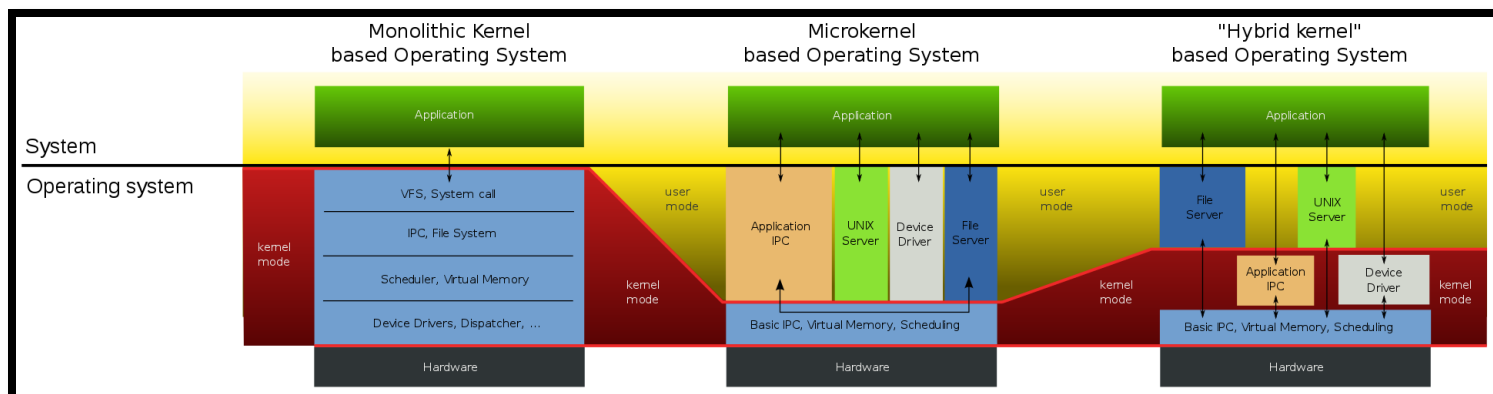 Monolithic Kernel
based Operating System
Microkernel
based Operating System
"Hybrid kernel"
based Operating System
System
Operating system
Application
VFS, System call
IPC, File System
Scheduler, Virtual Memory
Device Drivers, Dispatcher, ...
Hardware
kernel
mode
kernel
mode
user
mode
Application
Application
IPC
UNIX
Server
Device
Driver
File
Server
Basic IPC, Virtual Memory, Scheduling
Hardware
user
mode
kernel
mode
Application
File
Server
UNIX
Server
Application
IPC
Device
Driver
Basic IPC, Virtual Memory, Scheduling
Hardware
user
mode
kernel
mode